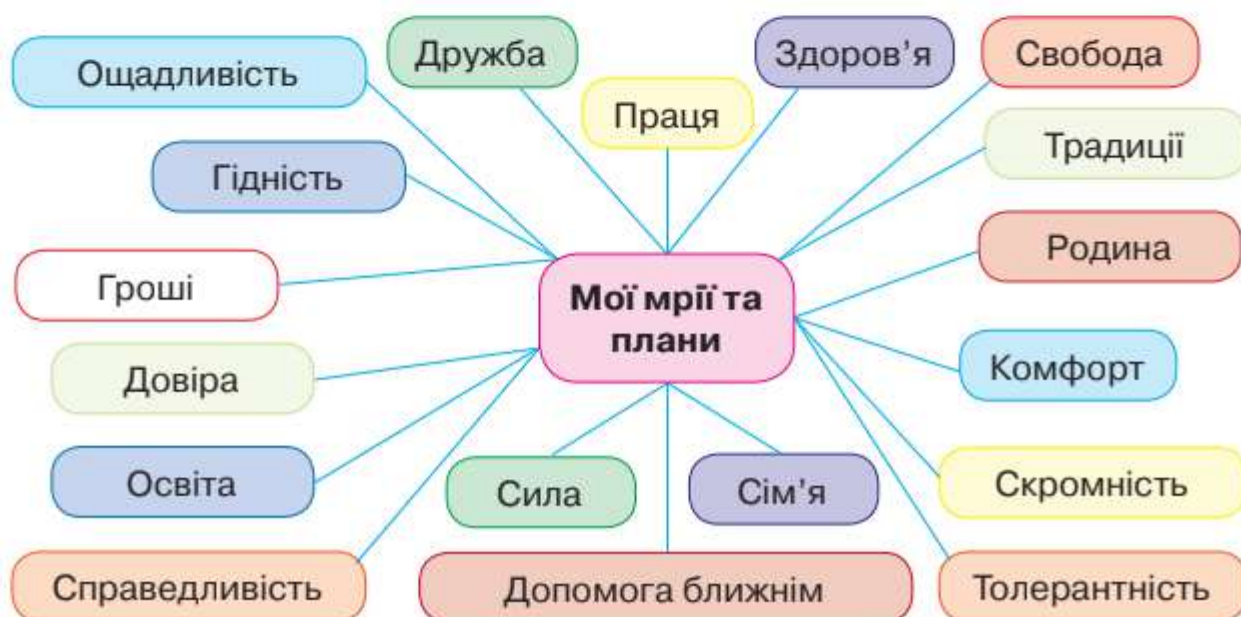 Дружба
Здоров’я
Свобода
Ощадливість
Праця
Традиції
Гідність
Родина
Гроші
Мої мрії та
плани
Довіра
Комфорт
Освіта
Сила
Сім’я
Скромність
Справедливість
Допомога ближнім
Толерантність